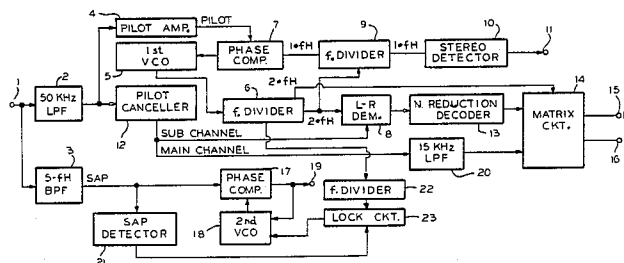 4
PILOT AMP.
PILOT
7
9
10
11
1st VCO
PHASE COMP.
1•fH
f. DIVIDER
1•fH
STEREO DETECTOR
5
1
2
50 KHz LPF
PILOT CANCELLER
12
6
f. DIVIDER
2•fH
2•fH
L-R DEM.
8
N. REDUCTION DECODER
13
14
MATRIX CKT.
15
16
SUB CHANNEL
MAIN CHANNEL
15 KHz LPF
20
3
5-fH BPF
SAP
17
PHASE COMP.
19
f. DIVIDER
22
SAP DETECTOR
21
18
2nd VCO
LOCK CKT.
23